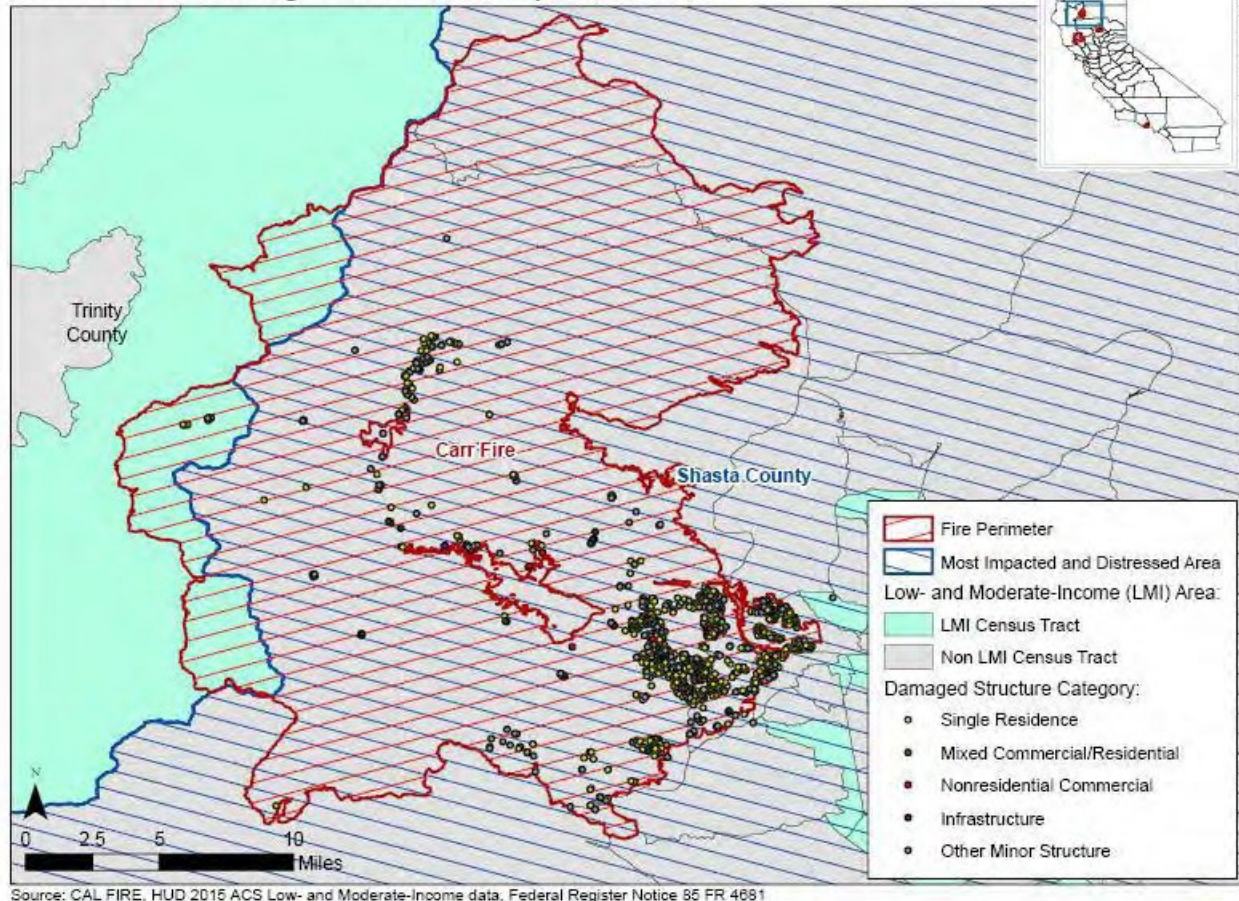 Trinity
County
Carr Fire
Shasta County
Fire Perimeter
Most Impacted and Distressed Area
Low- and Moderate-Income (LMI) Area:
LMI Census Tract
Non LMI Census Tract
Damaged Structure Category:
Single Residence
Mixed Commercial/Residential
Nonresidential Commercial
Infrastructure
Other Minor Structure
N
0 2.5 5 10
Miles
Source: CAL FIRE, HUD 2015 ACS Low- and Moderate-Income data, Federal Register Notice 85 FR 4681